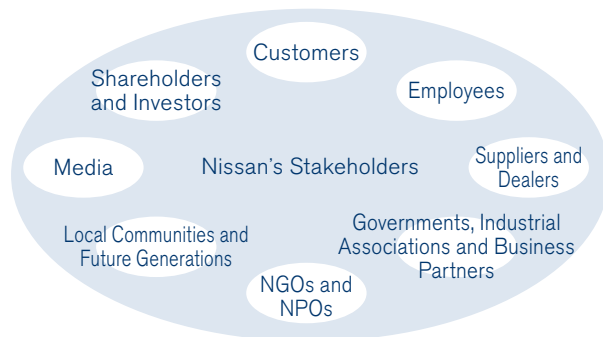 Customers
Shareholders
and Investors
Employees
Media
Nissan's Stakeholders
Suppliers and
Dealers
Local Communities and
Future Generations
Governments, Industrial
Associations and Business
Partners
NGOs and
NPOs